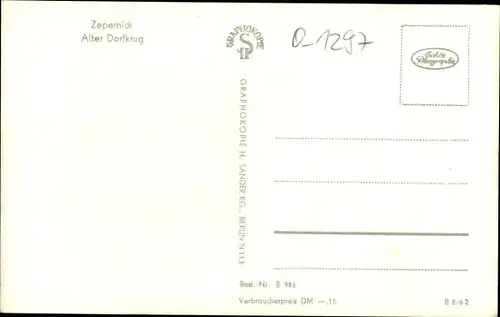 Zepernick
Alter Dorfkrug
GRAPHOKOPIE
0-1297
Echte
Photographie
GRAPHOKOPIE H. SANDER KG., BERLIN N 113
Best.-Nr. B 986
Verbraucherpreis DM —,15
B 8/62